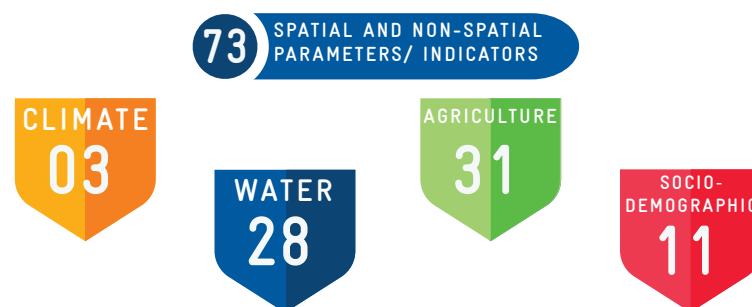 73
SPATIAL AND NON-SPATIAL
PARAMETERS/ INDICATORS
CLIMATE
03
WATER
28
AGRICULTURE
31
SOCIO-
DEMOGRAPHIC
11